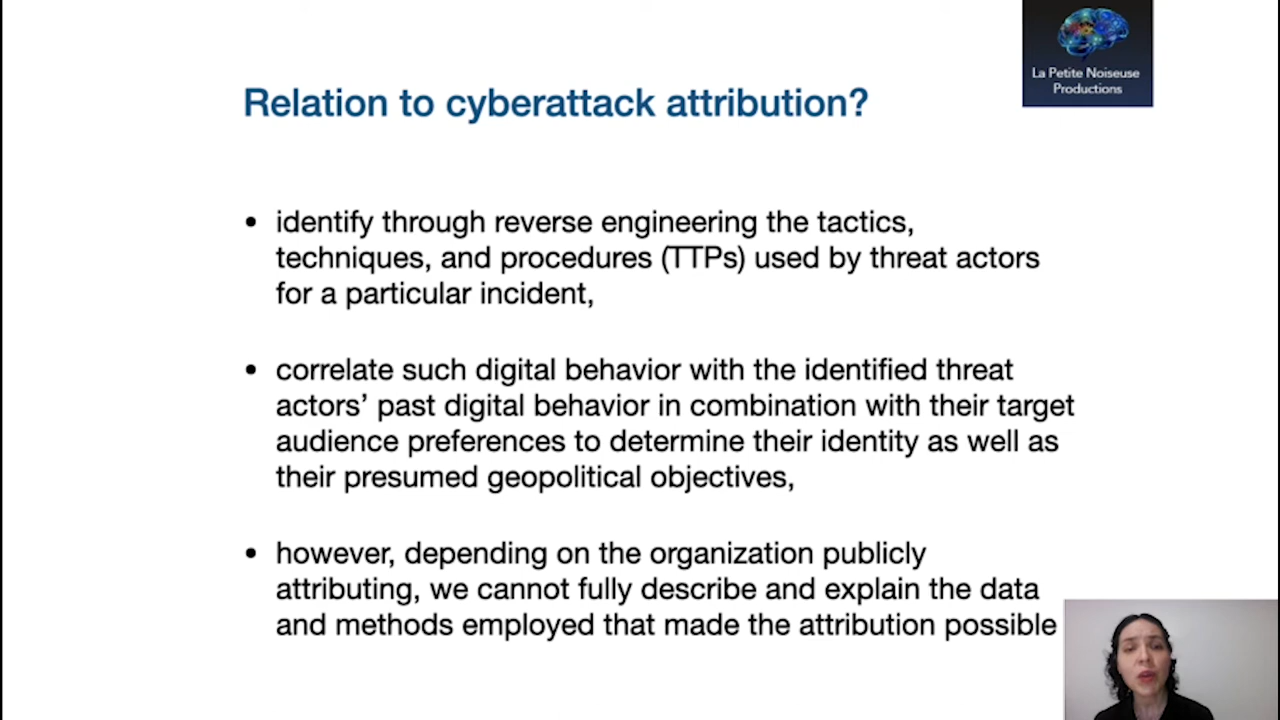 La Petite Noiseuse
Productions
Relation to cyberattack attribution?
• identify through reverse engineering the tactics,
techniques, and procedures (TTPs) used by threat actors
for a particular incident,
• correlate such digital behavior with the identified threat
actors’ past digital behavior in combination with their target
audience preferences to determine their identity as well as
their presumed geopolitical objectives,
• however, depending on the organization publicly
attributing, we cannot fully describe and explain the data
and methods employed that made the attribution possible